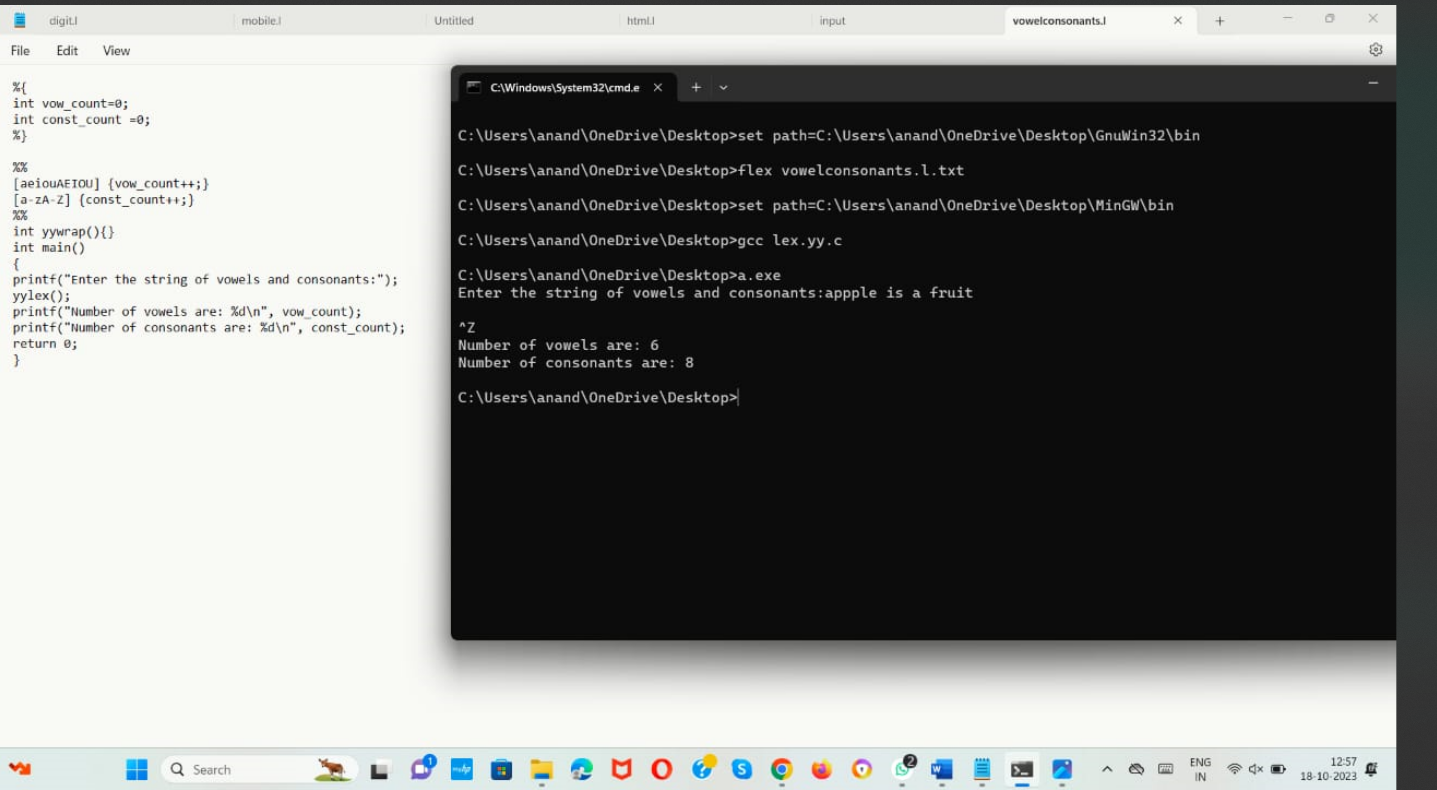 digit.l mobile.l Untitled html.l input vowelconsonants.l
File Edit View
%{
int vow_count=0;
int const_count =0;
%}
%%
[aeiouAEIOU] {vow_count++;}
[a-zA-Z] {const_count++;}
%%
int yywrap(){}
int main()
{
printf("Enter the string of vowels and consonants:");
yylex();
printf("Number of vowels are: %d\n", vow_count);
printf("Number of consonants are: %d\n", const_count);
return 0;
}
C:\Windows\System32\cmd.e
C:\Users\anand\OneDrive\Desktop>set path=C:\Users\anand\OneDrive\Desktop\GnuWin32\bin
C:\Users\anand\OneDrive\Desktop>flex vowelconsonants.l.txt
C:\Users\anand\OneDrive\Desktop>set path=C:\Users\anand\OneDrive\Desktop\MinGW\bin
C:\Users\anand\OneDrive\Desktop>gcc lex.yy.c
C:\Users\anand\OneDrive\Desktop>a.exe
Enter the string of vowels and consonants:appple is a fruit
^Z
Number of vowels are: 6
Number of consonants are: 8
C:\Users\anand\OneDrive\Desktop>
Search
ENG
IN
12:57
18-10-2023